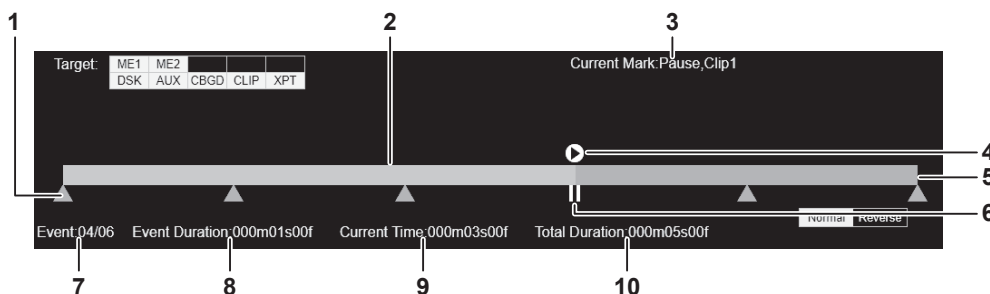 1 2 3
Target: ME1 ME2 Current Mark:Pause,Clip1
DSK AUX CBGD CLIP XPT
4
5
6
Normal Reverse
Event:04/06 Event Duration:000m01s00f Current Time:000m03s00f Total Duration:000m05s00f
7 8 9 10